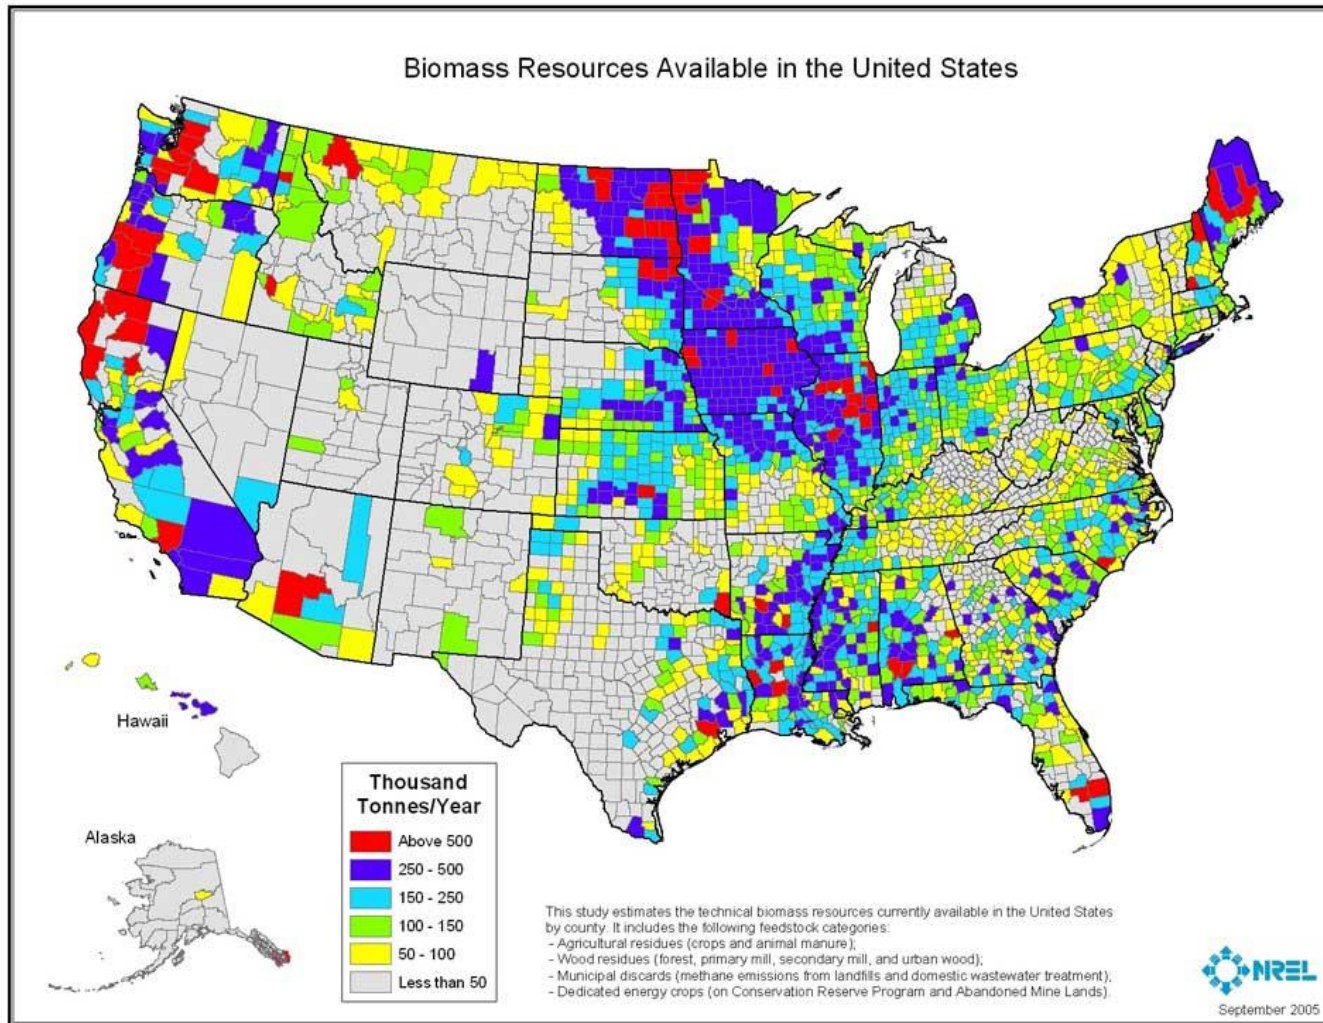 Biomass Resources Available in the United States
Hawaii
Alaska
Thousand
Tonnes/Year
Above 500
250 - 500
150 - 250
100 - 150
50 - 100
Less than 50
This study estimates the technical biomass resources currently available in the United States
by county. It includes the following feedstock categories:
- Agricultural residues (crops and animal manure);
- Wood residues (forest, primary mill, secondary mill, and urban wood);
- Municipal discards (methane emissions from landfills and domestic wastewater treatment);
- Dedicated energy crops (on Conservation Reserve Program and Abandoned Mine Lands).
NREL
September 2005